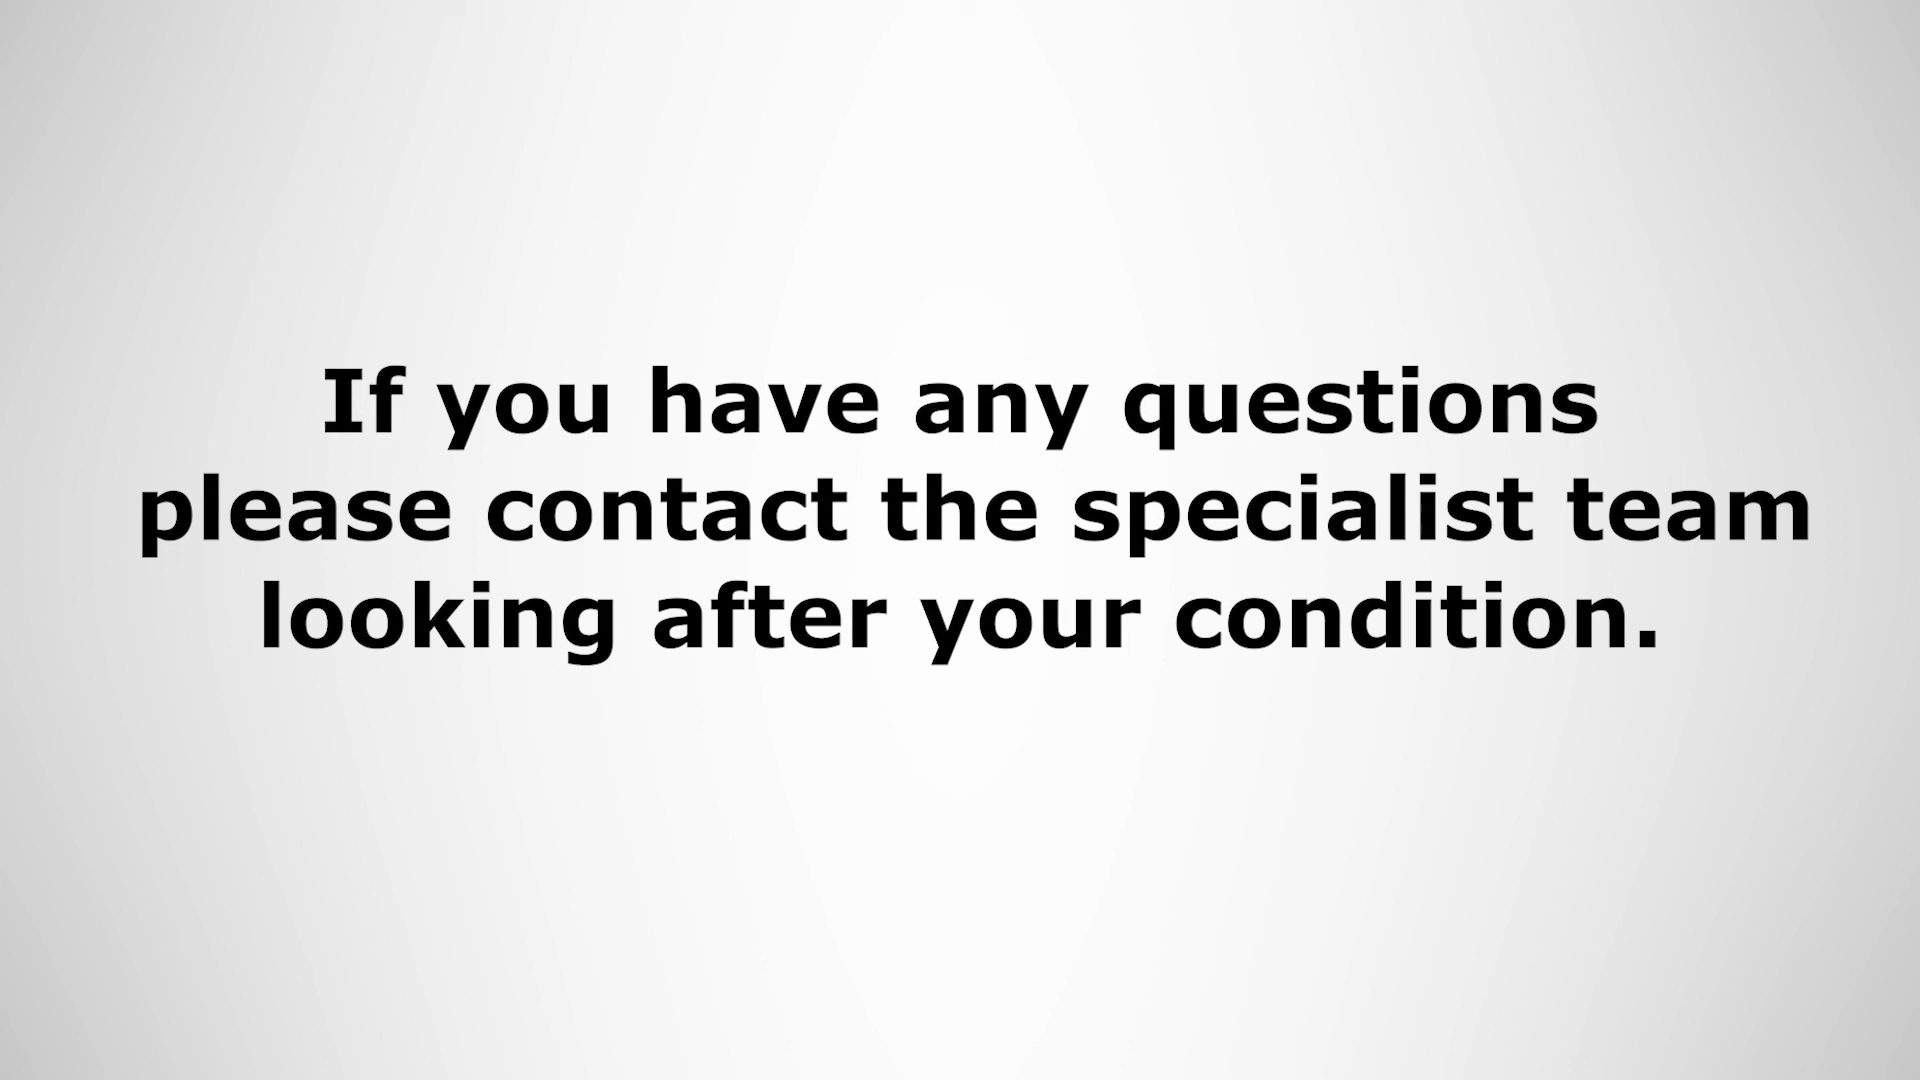 If you have any questions
please contact the specialist team
looking after your condition.